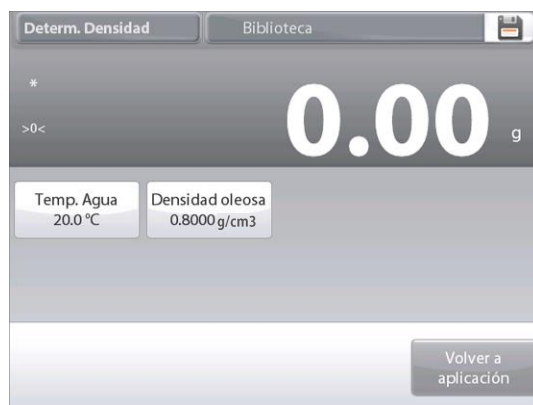 Determ. Densidad
Biblioteca
*
>0<
0.00 g
Temp. Agua
20.0 °C
Densidad oleosa
0.8000 g/cm3
Volver a
aplicación